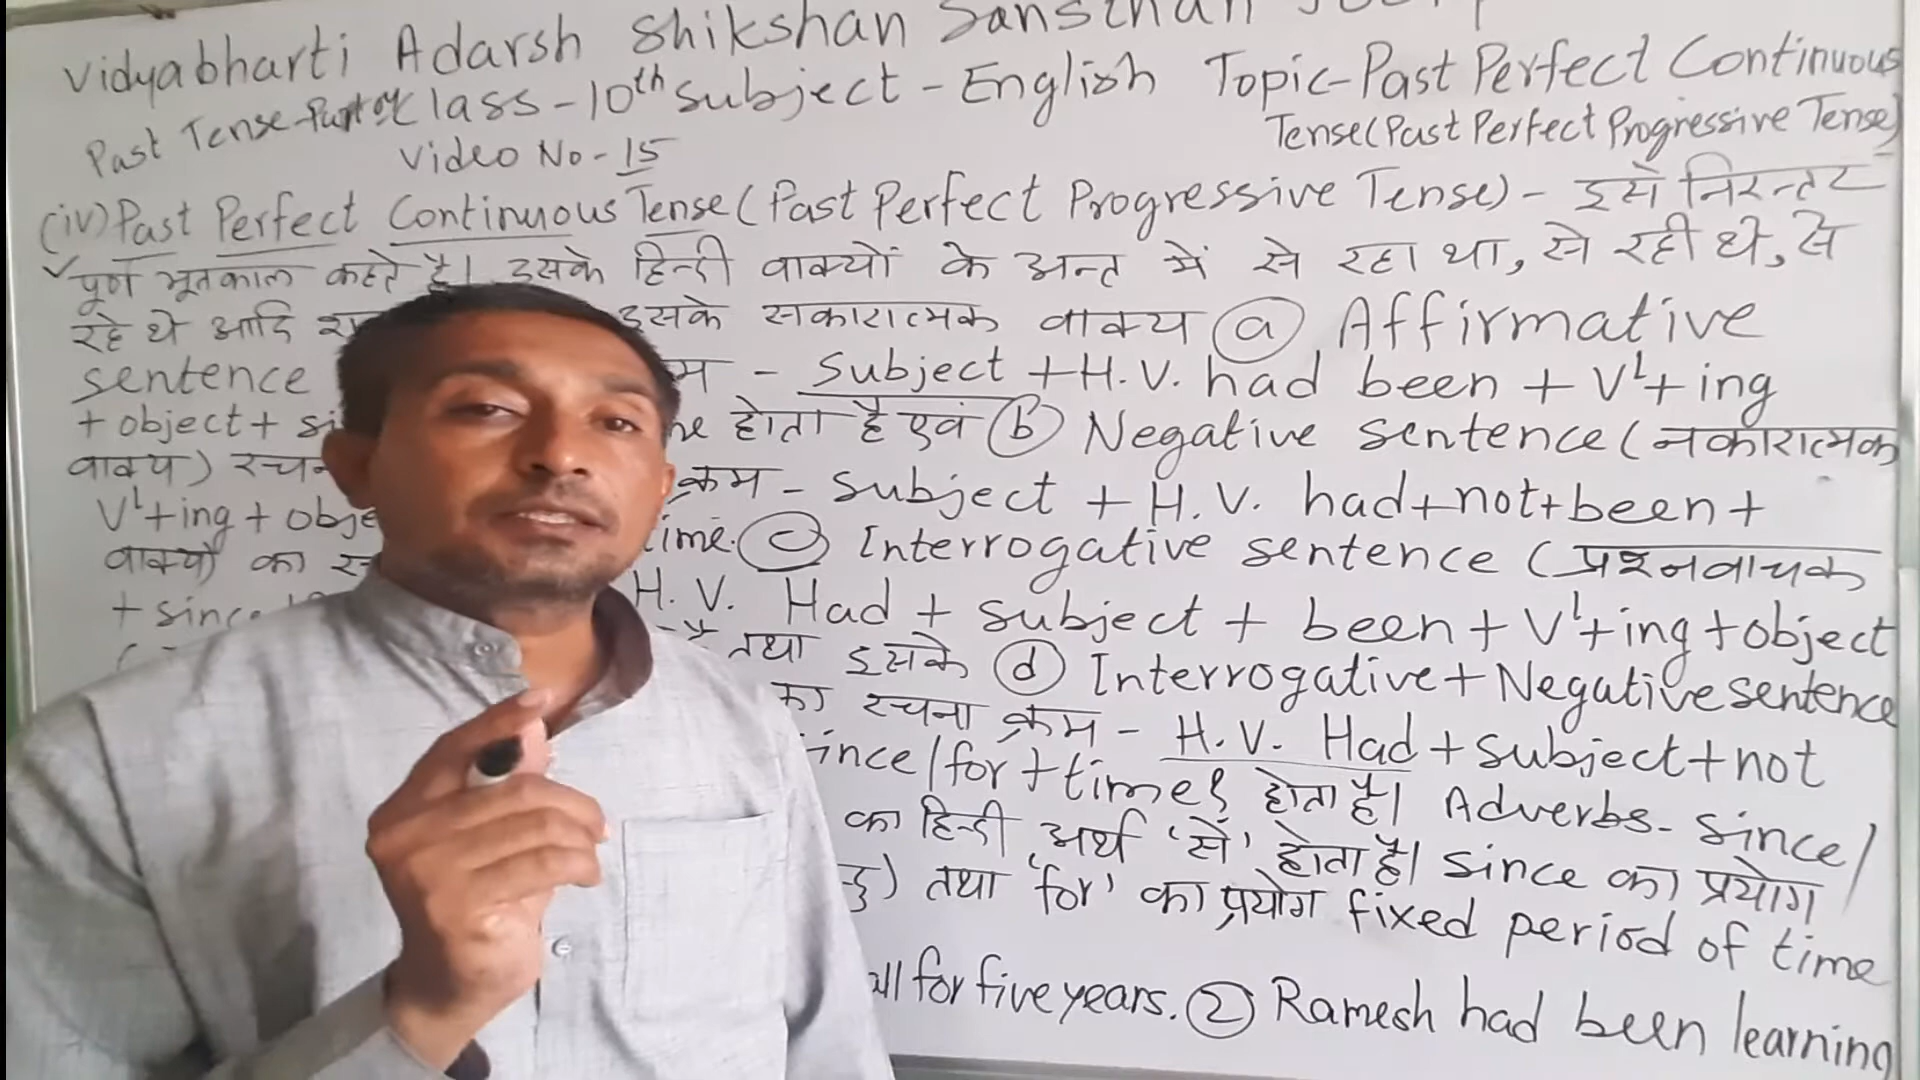 Vidyabharti Adarsh Shikshan Sansthan
Past Tense-Part of Class-10th Subject-English Topic-Past Perfect Continuous
Video No-15 Tense(Past Perfect Progressive Tense)
(iv) Past Perfect Continuous Tense(Past Perfect Progressive Tense)- इसे निरन्तर
पूर्ण भूतकाल कहते है। इसके हिन्दी वाक्यों के अन्त में से रहा था, से रही थी, से
रहे थे आदि इसके सकारात्मक वाक्य (a) Affirmative
sentence - Subject + H.V. had been + V¹+ing
+ object + होता है एवं (b) Negative sentence (नकारात्मक
वाक्य) क्रम - Subject + H.V. had+not+been+
V¹+ing + time. (c) Interrogative sentence (प्रश्नवाचक
वाक्यों का H.V. Had + subject + been + V¹+ing + object
+ since तथा इसके (d) Interrogative + Negative sentence
का रचना क्रम - H.V. Had + subject + not
since/for + time होता है। Adverbs- Since/
का हिन्दी अर्थ 'से' होता है। since का प्रयोग
तथा 'for' का प्रयोग fixed period of time
for five years. (2) Ramesh had been learning